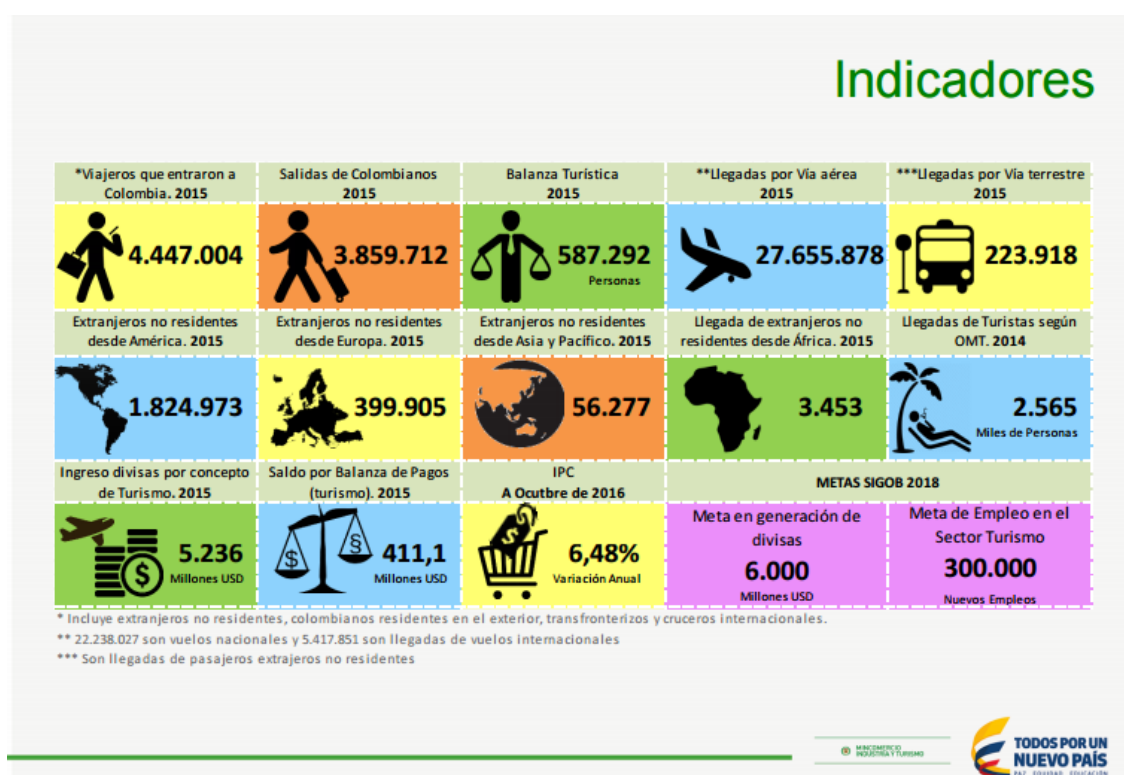 Indicadores
*Viajeros que entraron a
Colombia. 2015
4.447.004
Salidas de Colombianos
2015
3.859.712
Balanza Turística
2015
587.292
Personas
**Llegadas por Vía aérea
2015
27.655.878
***Llegadas por Vía terrestre
2015
223.918
Extranjeros no residentes
desde América. 2015
1.824.973
Extranjeros no residentes
desde Europa. 2015
399.905
Extranjeros no residentes
desde Asia y Pacífico. 2015
56.277
Llegada de extranjeros no
residentes desde África. 2015
3.453
Llegadas de Turistas según
OMT. 2014
2.565
Miles de Personas
Ingreso divisas por concepto
de Turismo. 2015
$
5.236
Millones USD
Saldo por Balanza de Pagos
(turismo). 2015
$ §
411,1
Millones USD
IPC
A Ocutbre de 2016
$
6,48%
Variación Anual
METAS SIGOB 2018
Meta en generación de
divisas
6.000
Millones USD
Meta de Empleo en el
Sector Turismo
300.000
Nuevos Empleos
* Incluye extranjeros no residentes, colombianos residentes en el exterior, transfronterizos y cruceros internacionales.
** 22.238.027 son vuelos nacionales y 5.417.851 son llegadas de vuelos internacionales
*** Son llegadas de pasajeros extrajeros no residentes
MINCOMERCIO
INDUSTRIA Y TURISMO
TODOS POR UN
NUEVO PAÍS
PAZ EQUIDAD EDUCACIÓN